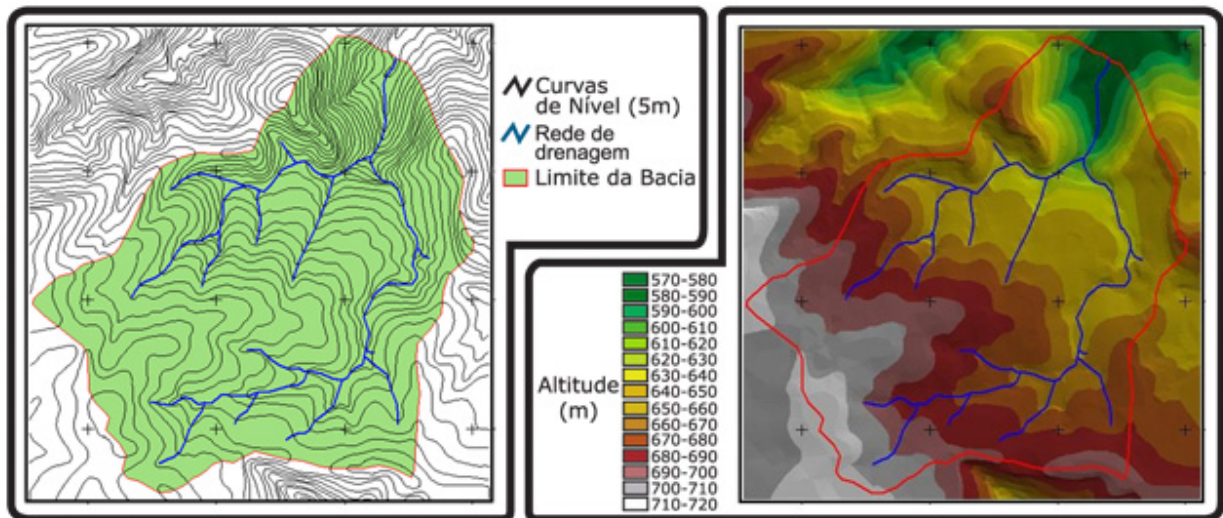 Curvas
de Nível (5m)
Rede de
drenagem
Limite da Bacia
Altitude
(m)
570-580
580-590
590-600
600-610
610-620
620-630
630-640
640-650
650-660
660-670
670-680
680-690
690-700
700-710
710-720